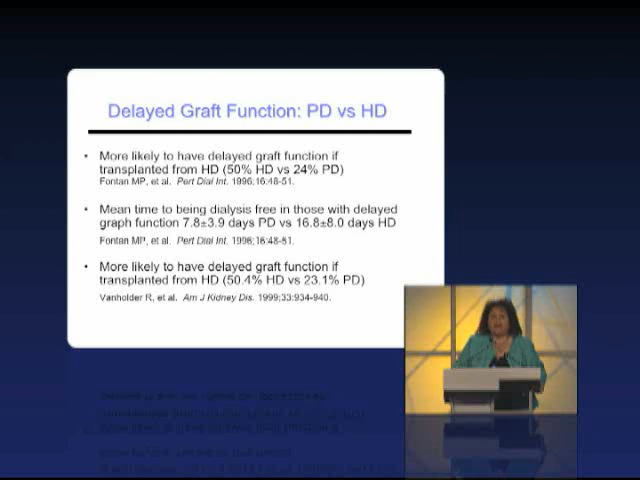 Delayed Graft Function: PD vs HD
• More likely to have delayed graft function if
transplanted from HD (50% HD vs 24% PD)
Fontan MP, et al. Pert Dial Int. 1996;16:48-51.
• Mean time to being dialysis free in those with delayed
graph function 7.8±3.9 days PD vs 16.8±8.0 days HD
Fontan MP, et al. Pert Dial Int. 1996;16:48-51.
• More likely to have delayed graft function if
transplanted from HD (50.4% HD vs 23.1% PD)
Vanholder R, et al. Am J Kidney Dis. 1999;33:934-940.